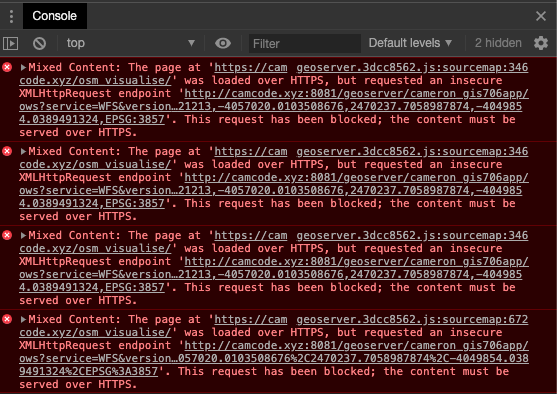 Console
top
Filter
Default levels
2 hidden
Mixed Content: The page at 'https://cam geoserver.3dcc8562.js:sourcemap:346
code.xyz/osm_visualise/' was loaded over HTTPS, but requested an insecure
XMLHttpRequest endpoint 'http://camcode.xyz:8081/geoserver/cameron_gis706app/
ows?service=WFS&version…21213,-4057020.0103508676,2470237.7058987874,-404985
4.0389491324,EPSG:3857'. This request has been blocked; the content must be
served over HTTPS.
Mixed Content: The page at 'https://cam geoserver.3dcc8562.js:sourcemap:346
code.xyz/osm_visualise/' was loaded over HTTPS, but requested an insecure
XMLHttpRequest endpoint 'http://camcode.xyz:8081/geoserver/cameron_gis706app/
ows?service=WFS&version…21213,-4057020.0103508676,2470237.7058987874,-404985
4.0389491324,EPSG:3857'. This request has been blocked; the content must be
served over HTTPS.
Mixed Content: The page at 'https://cam geoserver.3dcc8562.js:sourcemap:346
code.xyz/osm_visualise/' was loaded over HTTPS, but requested an insecure
XMLHttpRequest endpoint 'http://camcode.xyz:8081/geoserver/cameron_gis706app/
ows?service=WFS&version…21213,-4057020.0103508676,2470237.7058987874,-404985
4.0389491324,EPSG:3857'. This request has been blocked; the content must be
served over HTTPS.
Mixed Content: The page at 'https://cam geoserver.3dcc8562.js:sourcemap:672
code.xyz/osm_visualise/' was loaded over HTTPS, but requested an insecure
XMLHttpRequest endpoint 'http://camcode.xyz:8081/geoserver/cameron_gis706app/
ows?service=WFS&version…057020.0103508676%2C2470237.7058987874%2C-4049854.038
9491324%2CEPSG%3A3857'. This request has been blocked; the content must be
served over HTTPS.